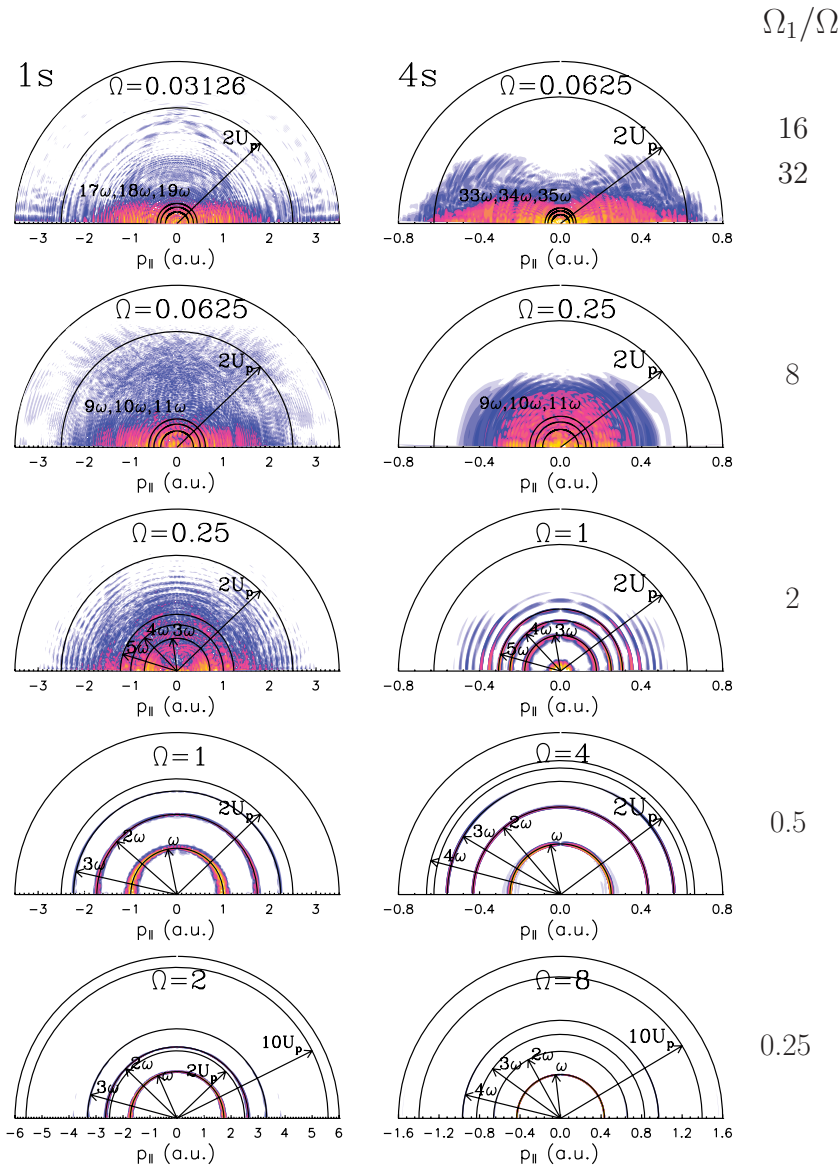 Ω₁/Ω
1s 4s
Ω=0.03126 Ω=0.0625
16
32
2Uₚ 2Uₚ
17ω,18ω,19ω 33ω,34ω,35ω
−3 −2 −1 0 1 2 3 −0.8 −0.4 0.0 0.4 0.8
p∥ (a.u.) p∥ (a.u.)
Ω=0.0625 Ω=0.25
2Uₚ 2Uₚ 8
9ω,10ω,11ω 9ω,10ω,11ω
−3 −2 −1 0 1 2 3 −0.8 −0.4 0.0 0.4 0.8
p∥ (a.u.) p∥ (a.u.)
Ω=0.25 Ω=1
2Uₚ 2Uₚ 2
4ω 3ω 4ω 3ω
5ω 5ω
−3 −2 −1 0 1 2 3 −0.8 −0.4 0.0 0.4 0.8
p∥ (a.u.) p∥ (a.u.)
Ω=1 Ω=4
2Uₚ 2Uₚ 0.5
2ω ω 2ω ω
3ω 3ω
4ω
−3 −2 −1 0 1 2 3 −0.8 −0.4 0.0 0.4 0.8
p∥ (a.u.) p∥ (a.u.)
Ω=2 Ω=8
10Uₚ 10Uₚ 0.25
2ω ω 2Uₚ 3ω 2ω ω
3ω 4ω
−6 −5 −4 −3 −2 −1 0 1 2 3 4 5 6 −1.6 −1.2 −0.8 −0.4 0.0 0.4 0.8 1.2 1.6
p∥ (a.u.) p∥ (a.u.)